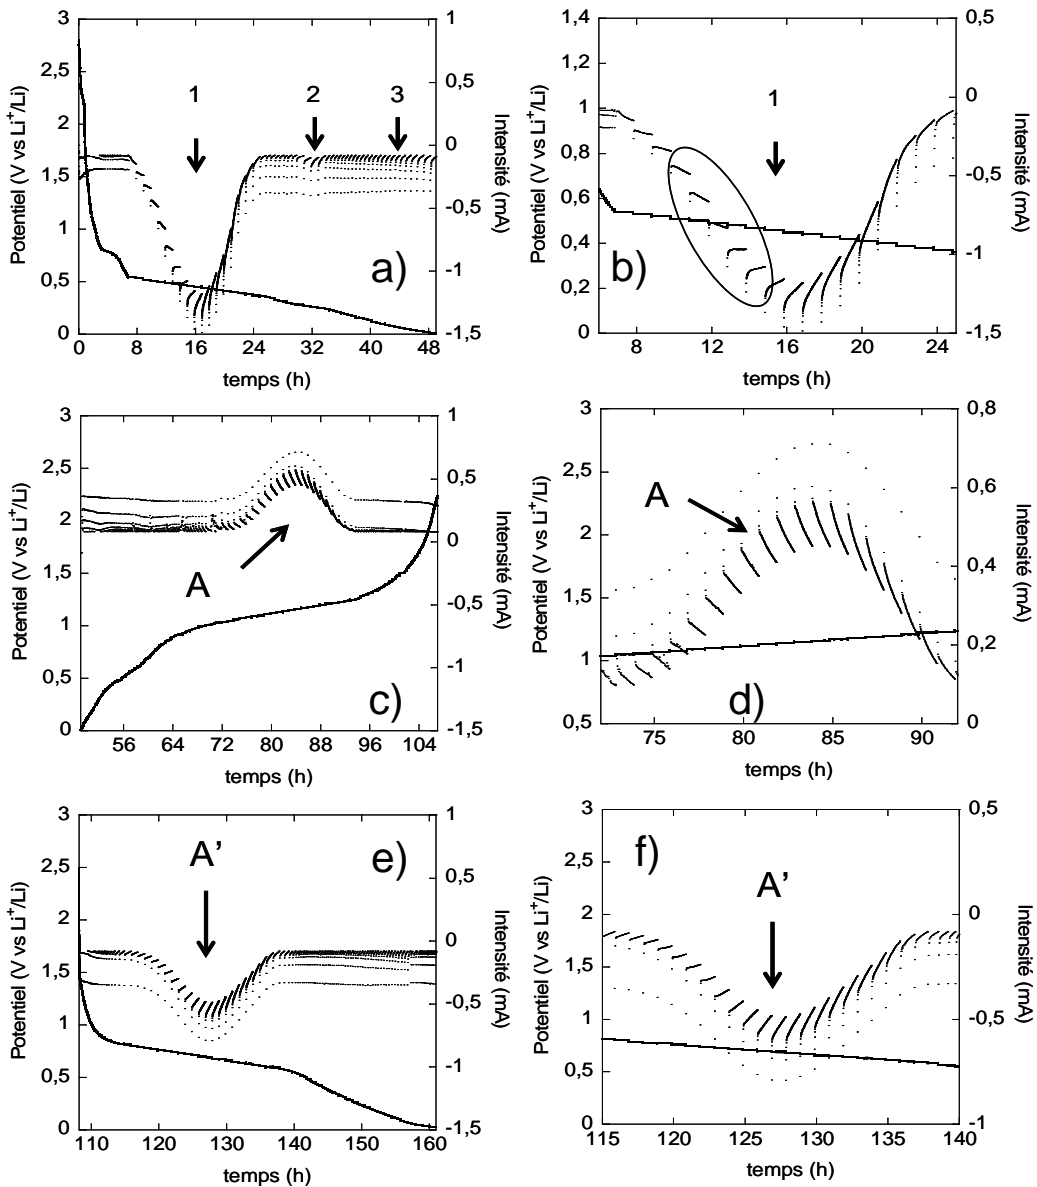 3 1 1,4 0,5
2,5 0,5 1,2 0
2 1 2 3 0 1 1
1,5 -0,5 0,8 -0,5
1 a) -1 0,6 b) -1
0,5 0,4
0 -1,5 0,2 -1,5
0
0 8 16 24 32 40 48 8 12 16 20 24
temps (h) temps (h)
Potentiel (V vs Li+/Li) Intensité (mA) Potentiel (V vs Li+/Li) Intensité (mA)
3 1 3 0,8
2,5 0,5 2,5 A 0,6
2 0 2 0,4
1,5 A -0,5 1,5 0,2
1 -1 1 d)
0,5 c) 0,5 0
0 -1,5
56 64 72 80 88 96 104 75 80 85 90
temps (h) temps (h)
Potentiel (V vs Li+/Li) Intensité (mA) Potentiel (V vs Li+/Li) Intensité (mA)
3 1 3 0,5
2,5 A’ e) 0,5 2,5 f) A’
2 0 2 0
1,5 -0,5 1,5
1 -1 1 -0,5
0,5 0,5
0 -1,5 0 -1
110 120 130 140 150 160 115 120 125 130 135 140
temps (h) temps (h)
Potentiel (V vs Li+/Li) Intensité (mA) Potentiel (V vs Li+/Li) Intensité (mA)